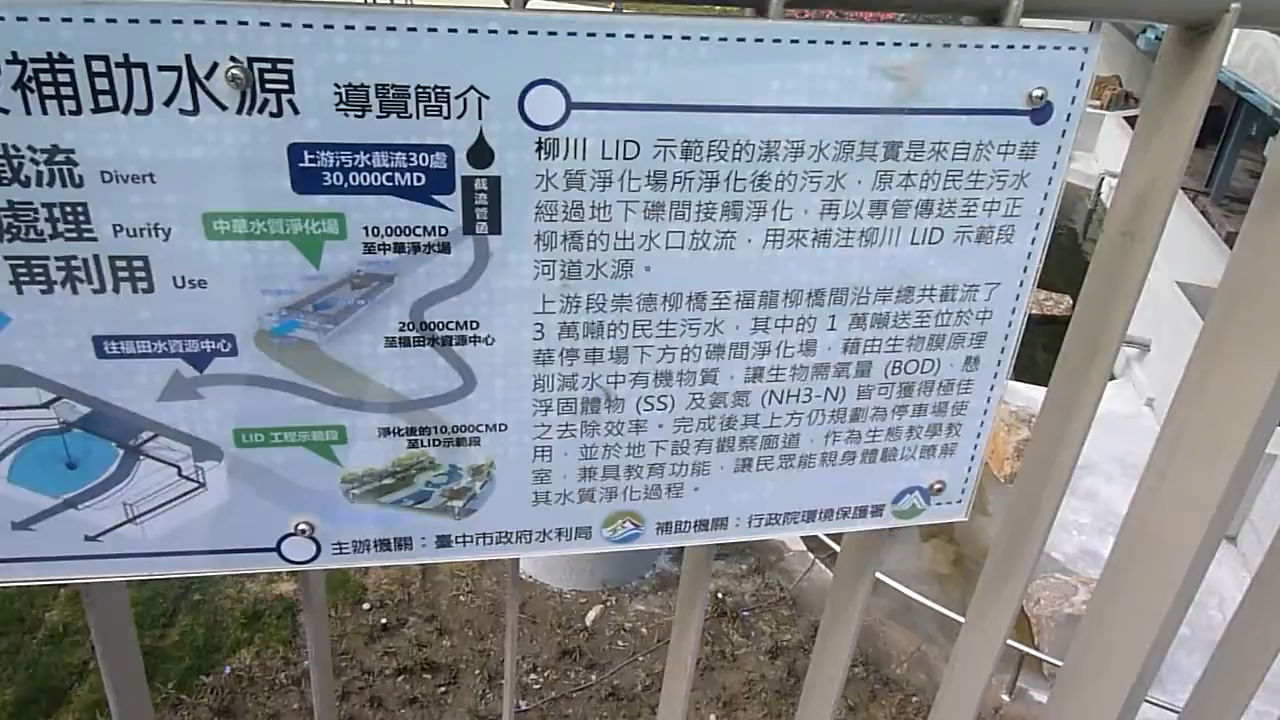 補助水源 導覽簡介
截流 Divert
處理 Purify
再利用 Use
上游污水截流30處
30,000CMD
截流管函
中華水質淨化場
10,000CMD
至中華淨水場
20,000CMD
至福田水資源中心
往福田水資源中心
LID 工程示範段
淨化後的10,000CMD
至LID示範段
柳川 LID 示範段的潔淨水源其實是來自於中華
水質淨化場所淨化後的污水，原本的民生污水
經過地下礫間接觸淨化，再以專管傳送至中正
柳橋的出水口放流，用來補注柳川 LID 示範段
河道水源。
上游段崇德柳橋至福龍柳橋間沿岸總共截流了
3 萬噸的民生污水，其中的 1 萬噸送至位於中
華停車場下方的礫間淨化場，藉由生物膜原理
削減水中有機物質，讓生物需氧量 (BOD)、懸
浮固體物 (SS) 及氨氮 (NH3-N) 皆可獲得極佳
之去除效率。完成後其上方仍規劃為停車場使
用，並於地下設有觀察廊道，作為生態教學教
室，兼具教育功能，讓民眾能親身體驗以瞭解
其水質淨化過程。
主辦機關：臺中市政府水利局 補助機關：行政院環境保護署